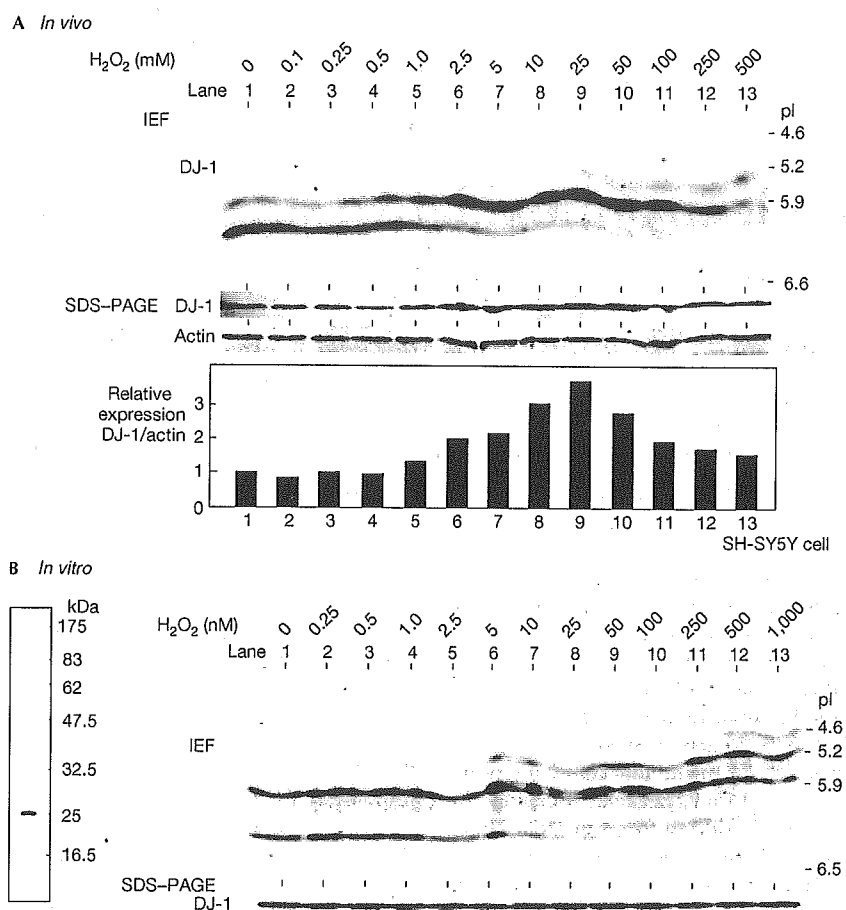 A In vivo
H₂O₂ (mM) 0 0.1 0.25 0.5 1.0 2.5 5 10 25 50 100 250 500
Lane 1 2 3 4 5 6 7 8 9 10 11 12 13
IEF
pI
4.6
DJ-1
5.2
5.9
6.6
SDS–PAGE DJ-1
Actin
Relative expression DJ-1/actin
3
2
1
0
1 2 3 4 5 6 7 8 9 10 11 12 13
SH-SY5Y cell
B In vitro
kDa
175
83
62
47.5
32.5
25
16.5
H₂O₂ (nM) 0 0.25 0.5 1.0 2.5 5 10 25 50 100 250 500 1,000
Lane 1 2 3 4 5 6 7 8 9 10 11 12 13
pI
4.6
IEF
5.2
5.9
6.5
SDS–PAGE
DJ-1